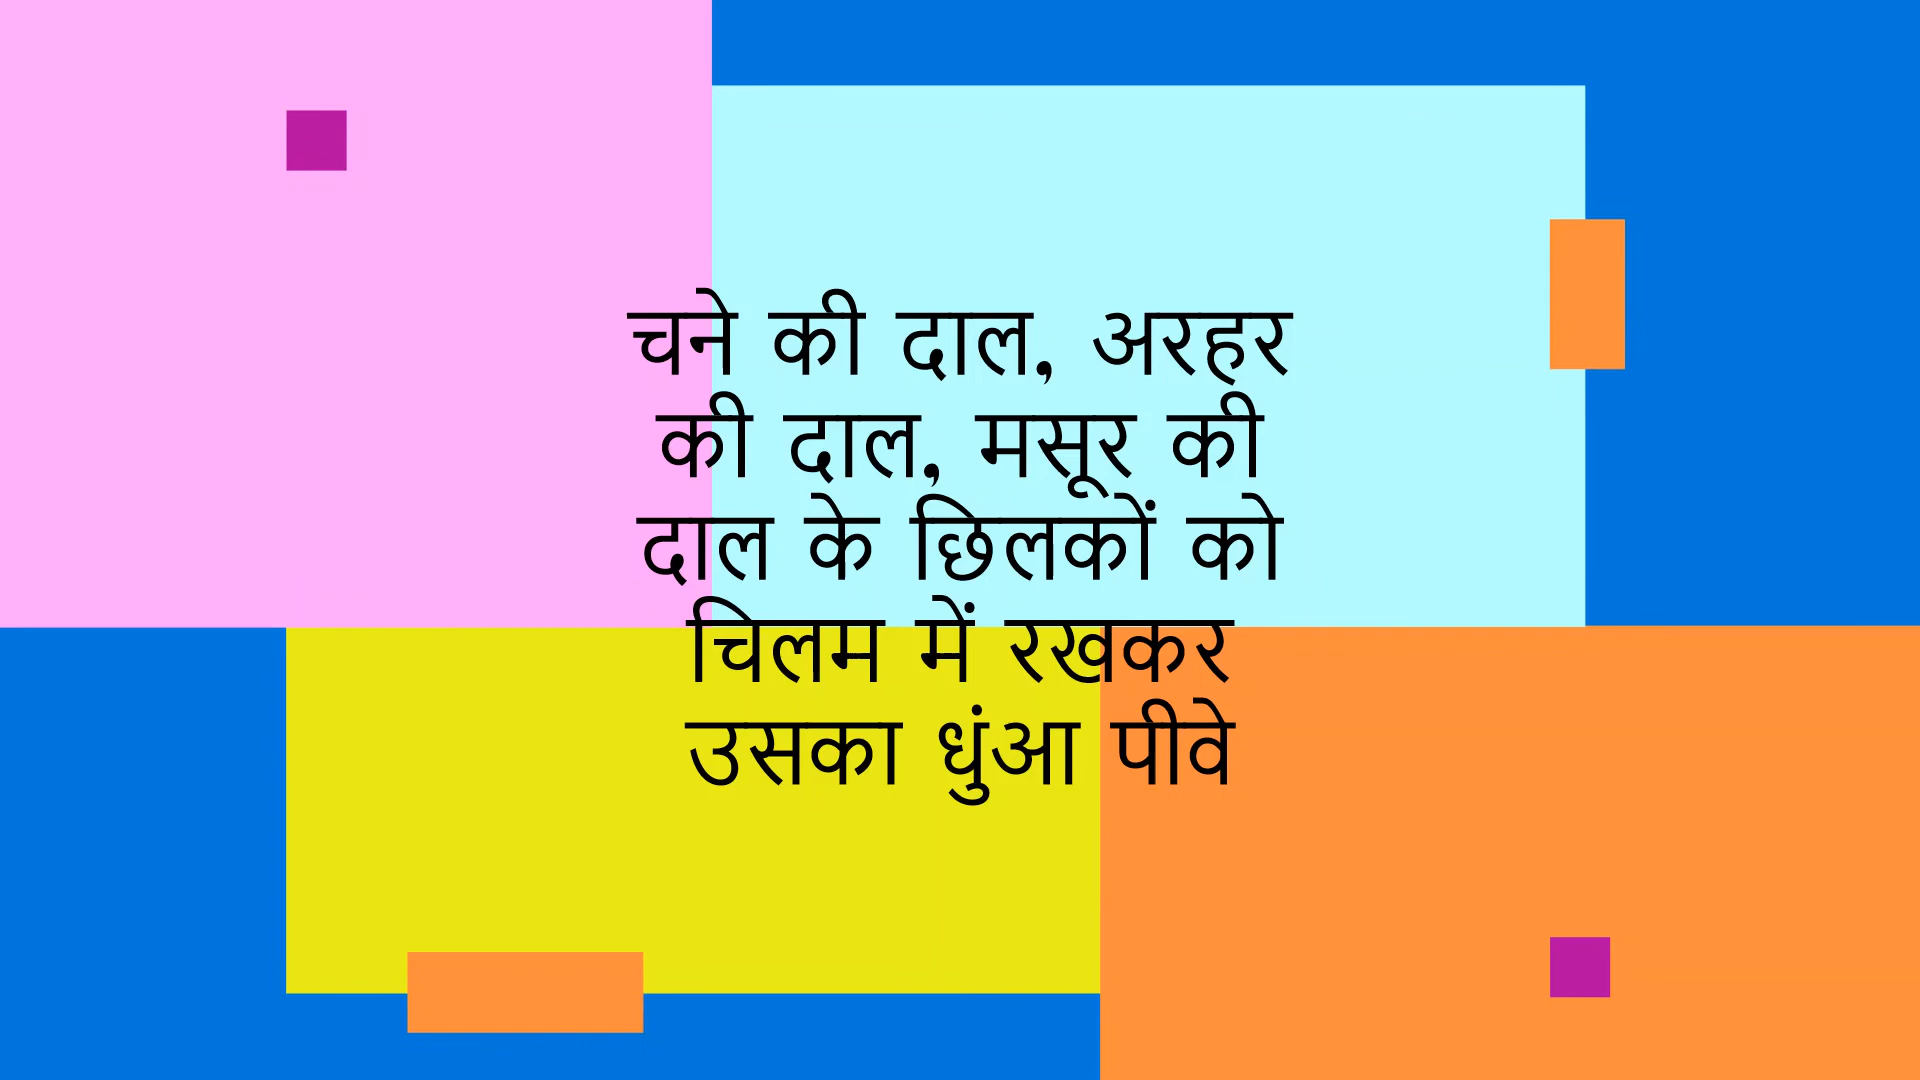 चने की दाल, अरहर
की दाल, मसूर की
दाल के छिलकों को
चिलम में रखकर
उसका धुंआ पीवे